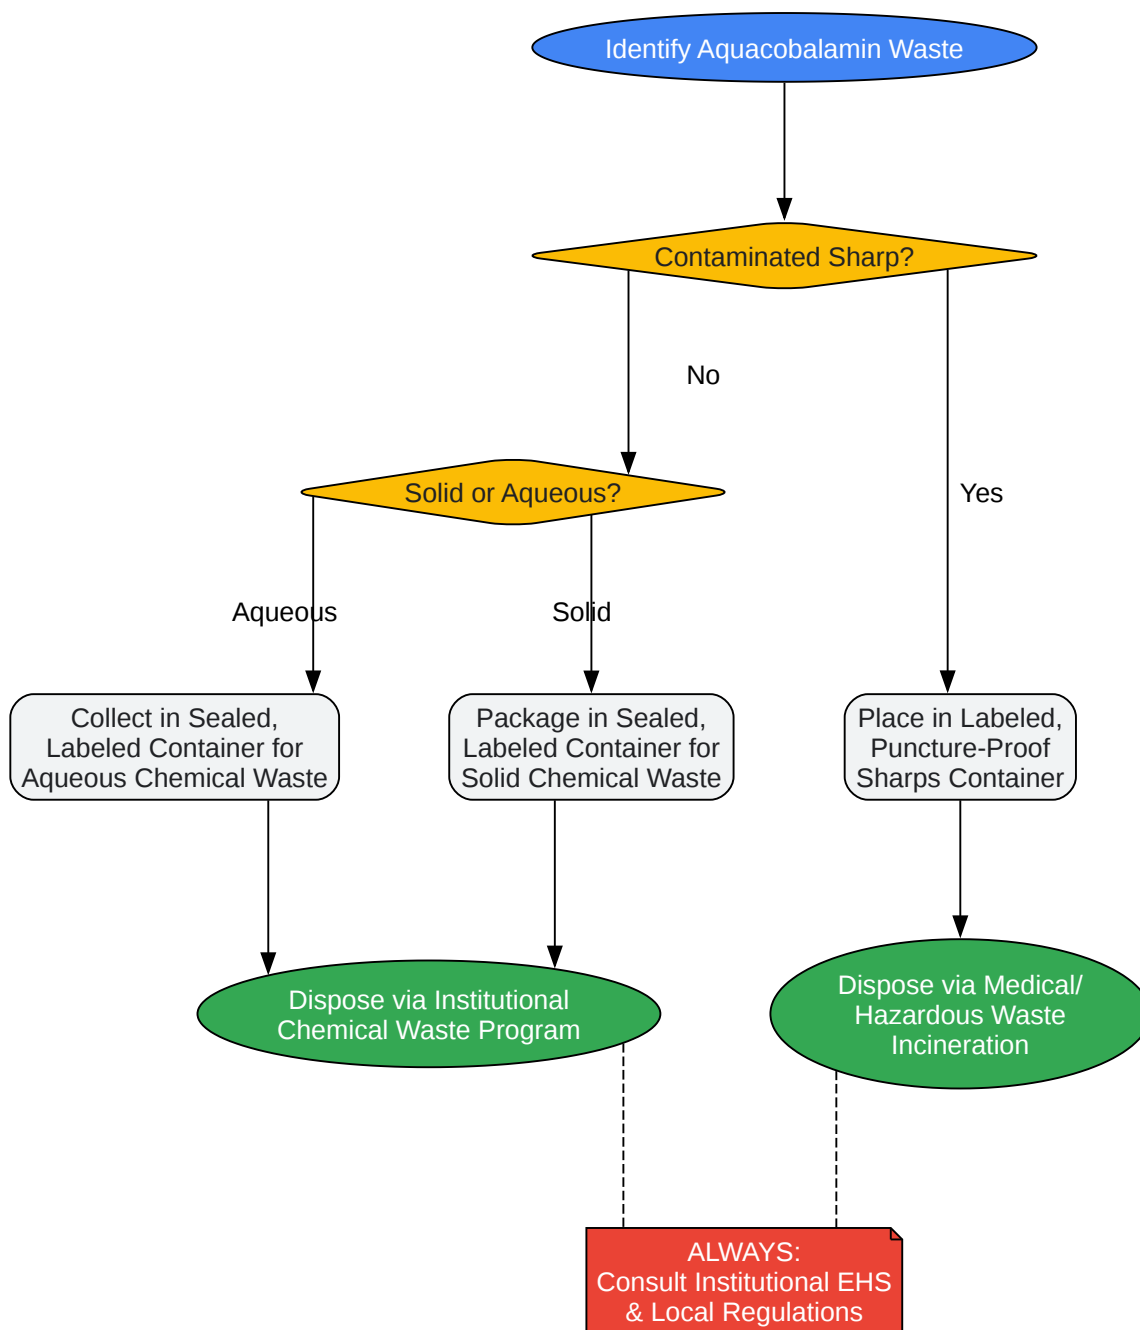 Identify Aquacobalamin Waste
Contaminated Sharp?
No
Yes
Solid or Aqueous?
Aqueous
Solid
Collect in Sealed,
Labeled Container for
Aqueous Chemical Waste
Package in Sealed,
Labeled Container for
Solid Chemical Waste
Place in Labeled,
Puncture-Proof
Sharps Container
Dispose via Institutional
Chemical Waste Program
Dispose via Medical/
Hazardous Waste
Incineration
ALWAYS:
Consult Institutional EHS
& Local Regulations